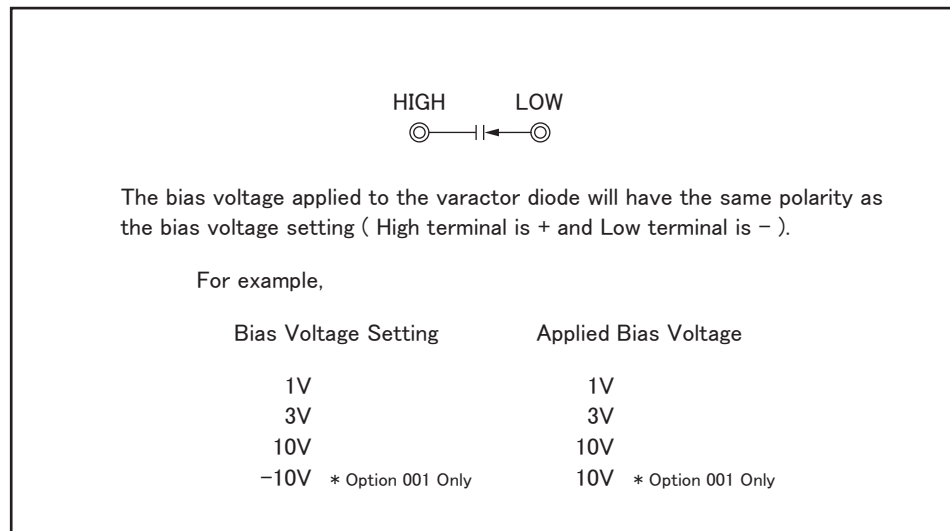 HIGH LOW
The bias voltage applied to the varactor diode will have the same polarity as
the bias voltage setting ( High terminal is + and Low terminal is − ).
For example,
Bias Voltage Setting Applied Bias Voltage
1V 1V
3V 3V
10V 10V
−10V * Option 001 Only 10V * Option 001 Only